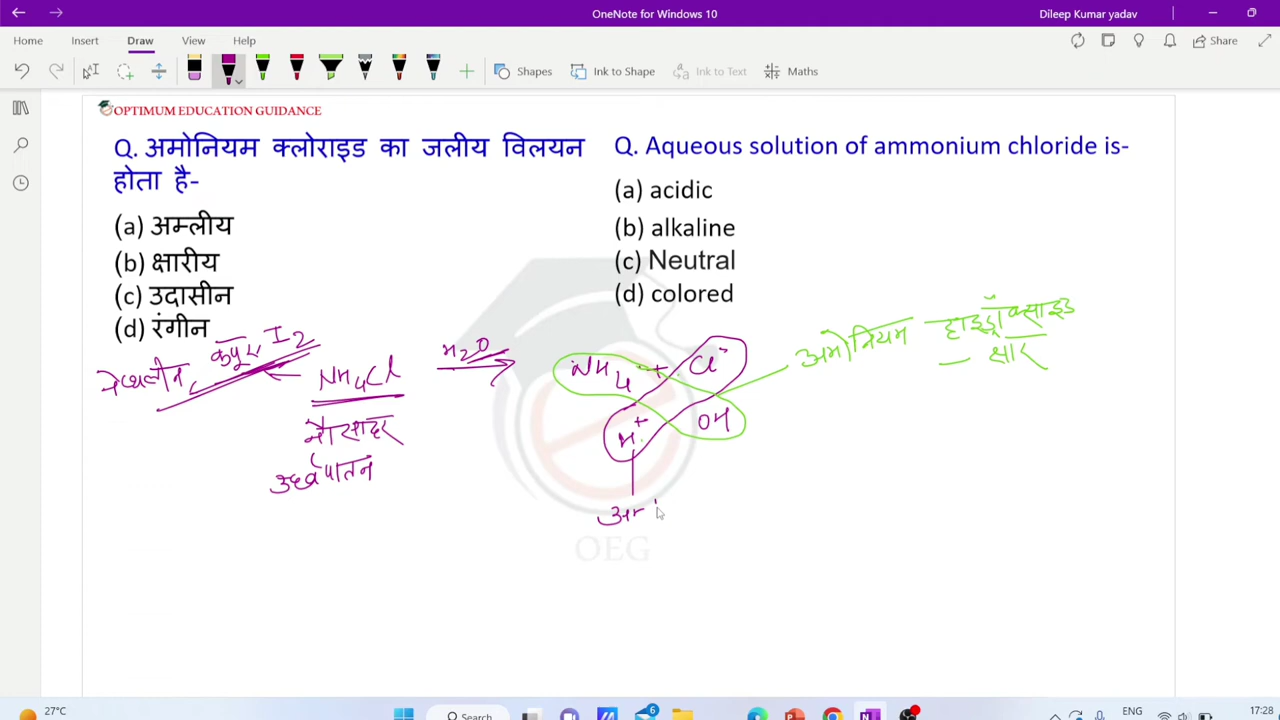 OneNote for Windows 10
Dileep Kumar yadav
Home Insert Draw View Help
Share
Shapes
Ink to Shape
Ink to Text
Maths
OPTIMUM EDUCATION GUIDANCE
Q. अमोनियम क्लोराइड का जलीय विलयन
होता है-
(a) अम्लीय
(b) क्षारीय
(c) उदासीन
(d) रंगीन
Q. Aqueous solution of ammonium chloride is-
(a) acidic
(b) alkaline
(c) Neutral
(d) colored
कपूर I2
NH4Cl
नौसादर
H2O
NH4 + Cl-
H+ OH
अमोनियम हाइड्रॉक्साइड
- क्षार
OEG
27°C
Search
6
ENG
17:28